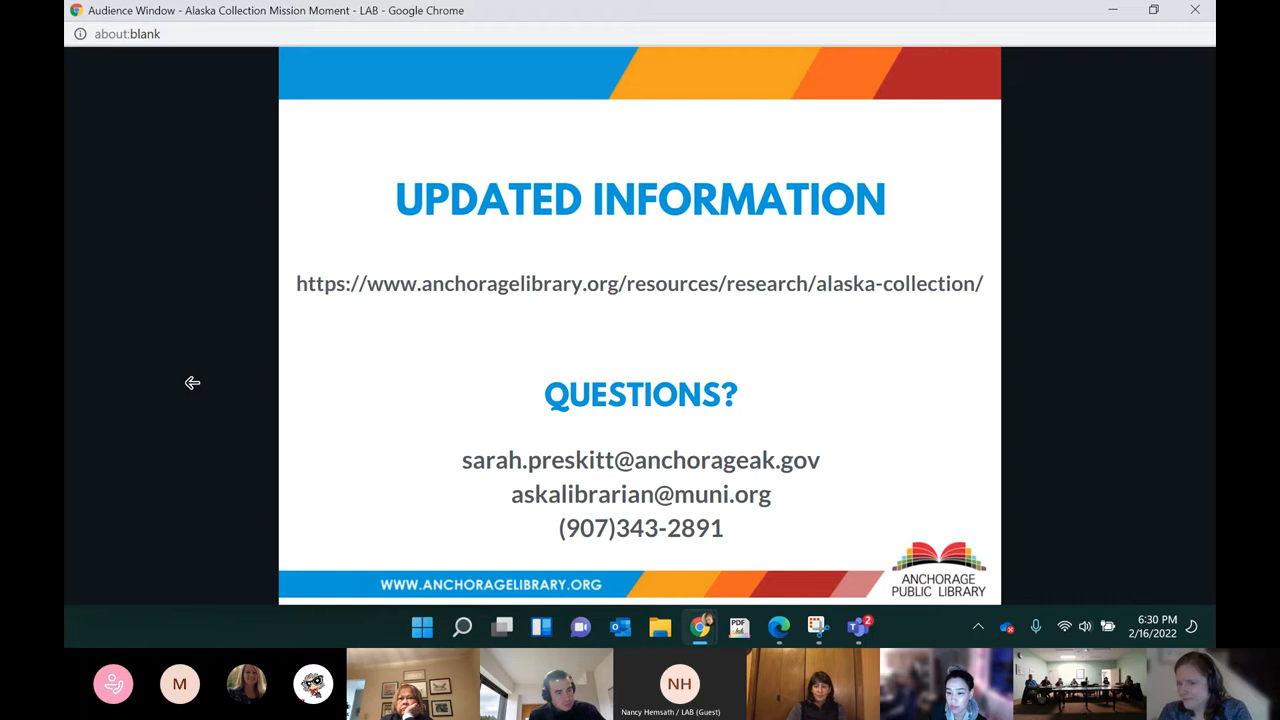 Audience Window - Alaska Collection Mission Moment - LAB - Google Chrome
about:blank
UPDATED INFORMATION
https://www.anchoragelibrary.org/resources/research/alaska-collection/
QUESTIONS?
sarah.preskitt@anchorageak.gov
askalibrarian@muni.org
(907)343-2891
WWW.ANCHORAGELIBRARY.ORG
ANCHORAGE
PUBLIC LIBRARY
PDF
2
6:30 PM
2/16/2022
M
NH
Nancy Hemsath / LAB (Guest)